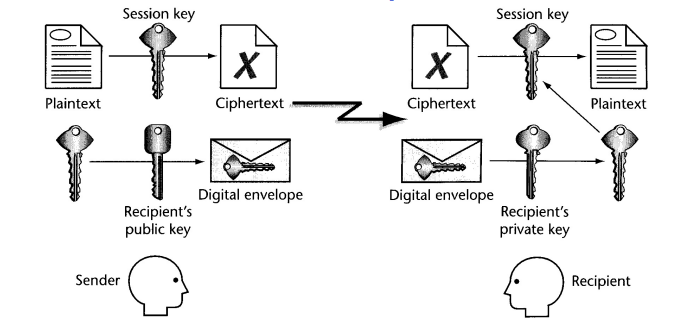 Session key
Plaintext
Ciphertext
Recipient's
public key
Digital envelope
Sender
Session key
Ciphertext
Plaintext
Digital envelope
Recipient's
private key
Recipient